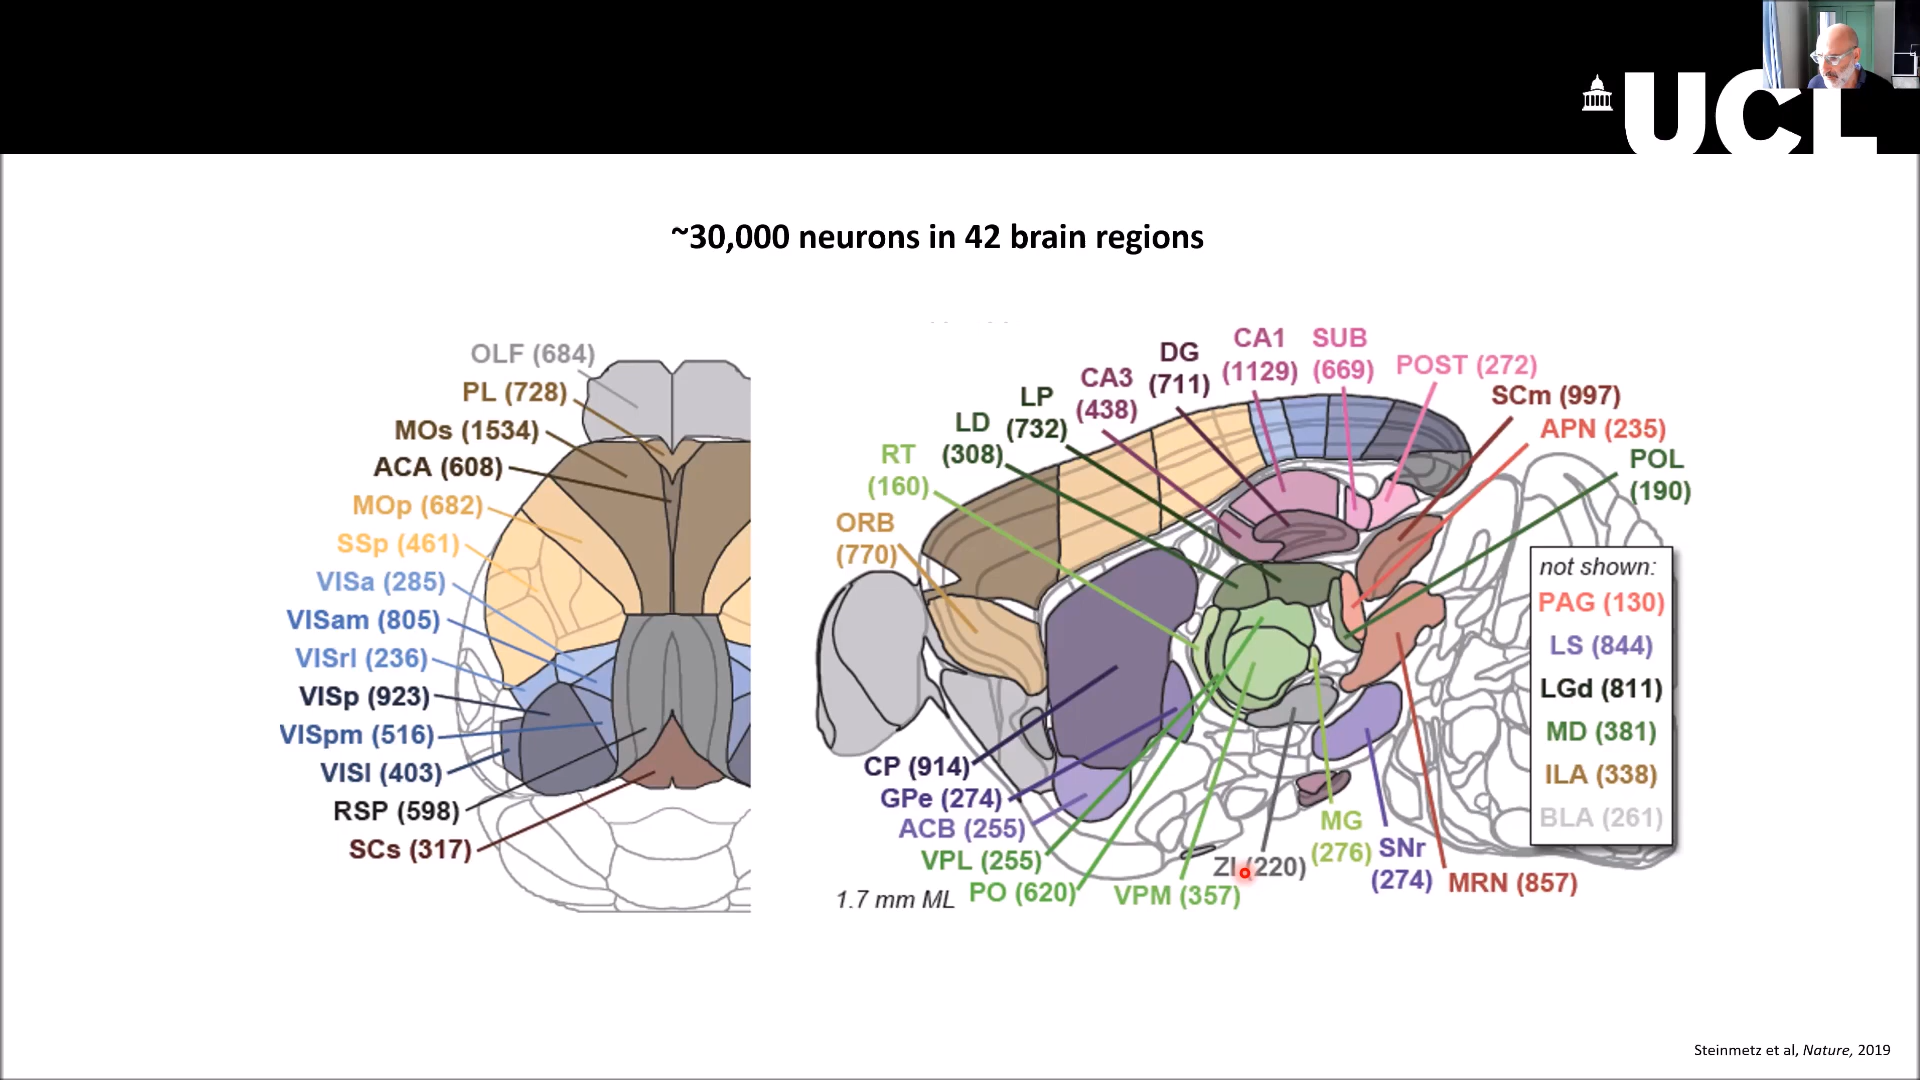 UCL
~30,000 neurons in 42 brain regions
OLF (684)
PL (728)
MOs (1534)
ACA (608)
MOp (682)
SSp (461)
VISa (285)
VISam (805)
VISrl (236)
VISp (923)
VISpm (516)
VISl (403)
RSP (598)
SCs (317)
ORB
(770)
RT
(160)
LD
(308)
LP
(732)
CA3
(438)
DG
(711)
CA1
(1129)
SUB
(669)
POST (272)
SCm (997)
APN (235)
POL
(190)
not shown:
PAG (130)
LS (844)
LGd (811)
MD (381)
ILA (338)
BLA (261)
CP (914)
GPe (274)
ACB (255)
VPL (255)
PO (620)
VPM (357)
ZI (220)
MG
(276)
SNr
(274)
MRN (857)
1.7 mm ML
Steinmetz et al, Nature, 2019